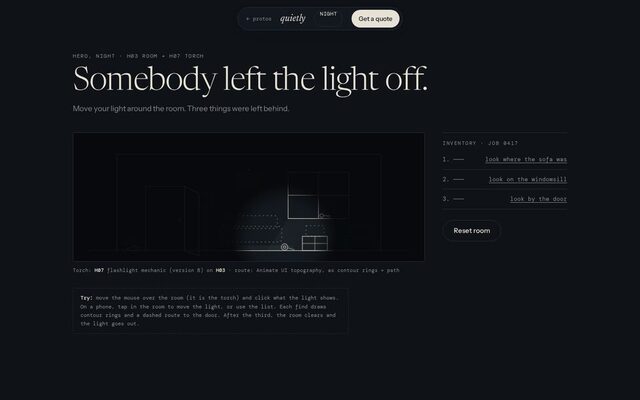 ← protos quietly NIGHT Get a quote
HERO, NIGHT · H03 ROOM + H07 TORCH
Somebody left the light off.
Move your light around the room. Three things were left behind.
INVENTORY · JOB 0417
1. — look where the sofa was
2. — look on the windowsill
3. — look by the door
Reset room
Torch: H07 flashlight mechanic (version B) on H03 · route: Animate UI topography, as contour rings + path
Try: move the mouse over the room (it is the torch) and click what the light shows.
On a phone, tap in the room to move the light, or use the list. Each find draws
contour rings and a dashed route to the door. After the third, the room clears and
the light goes out.